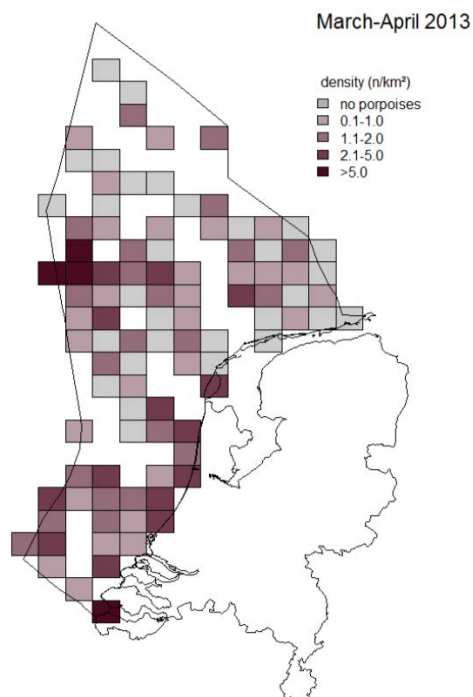 March-April 2013
density (n/km²)
no porpoises
0.1-1.0
1.1-2.0
2.1-5.0
>5.0